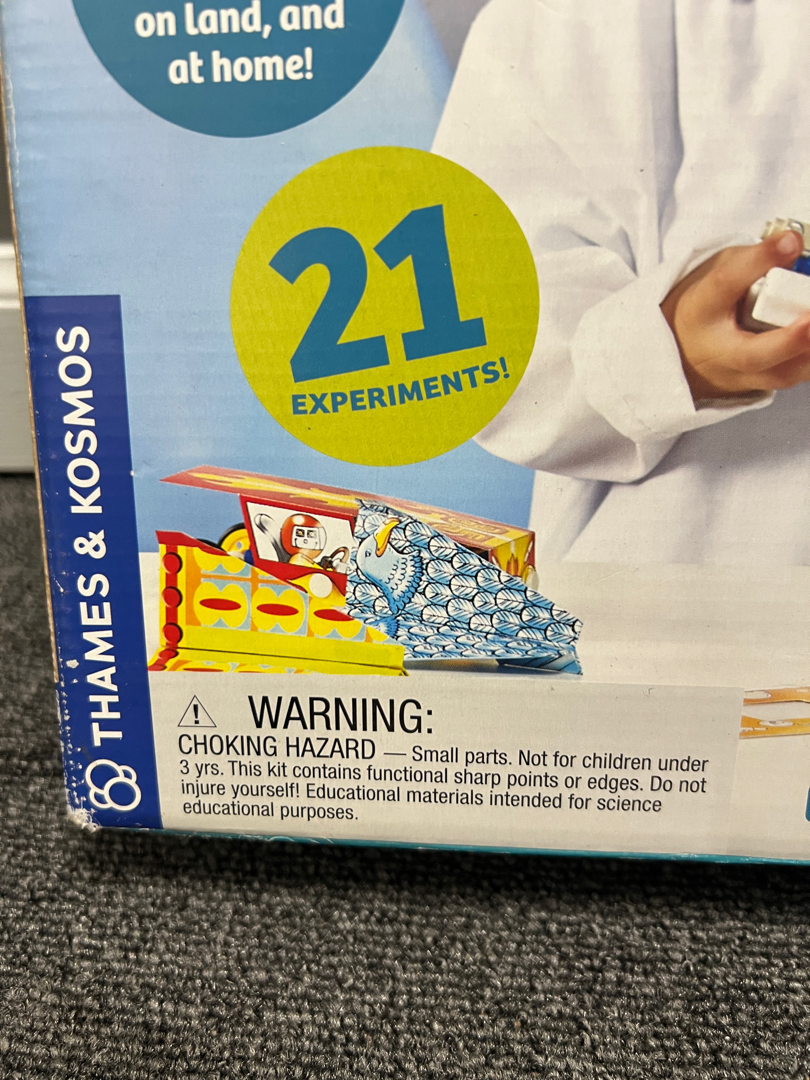 on land, and
at home!
21
EXPERIMENTS!
THAMES & KOSMOS
WARNING:
CHOKING HAZARD — Small parts. Not for children under
3 yrs. This kit contains functional sharp points or edges. Do not
injure yourself! Educational materials intended for science
educational purposes.